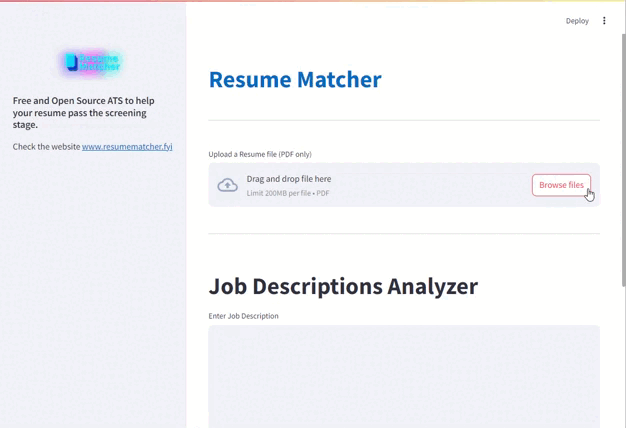 Deploy
resume
matcher
Free and Open Source ATS to help
your resume pass the screening
stage.
Check the website www.resumematcher.fyi
Resume Matcher
Upload a Resume file (PDF only)
Drag and drop file here
Limit 200MB per file • PDF
Browse files
Job Descriptions Analyzer
Enter Job Description